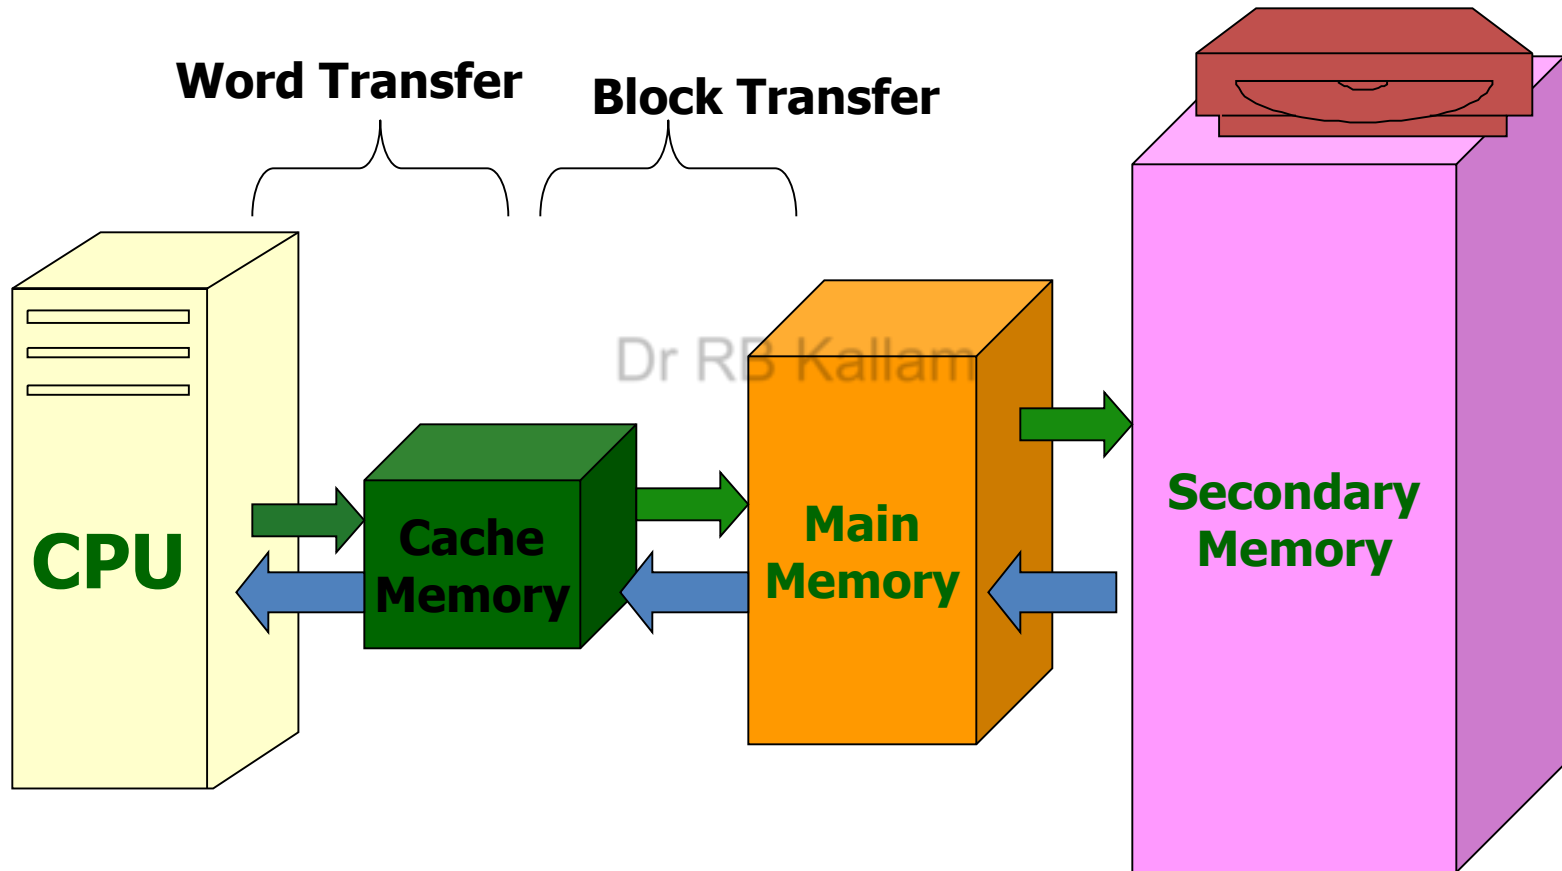 Word Transfer
Block Transfer
Dr RB Kallam
CPU
Cache
Memory
Main
Memory
Secondary
Memory